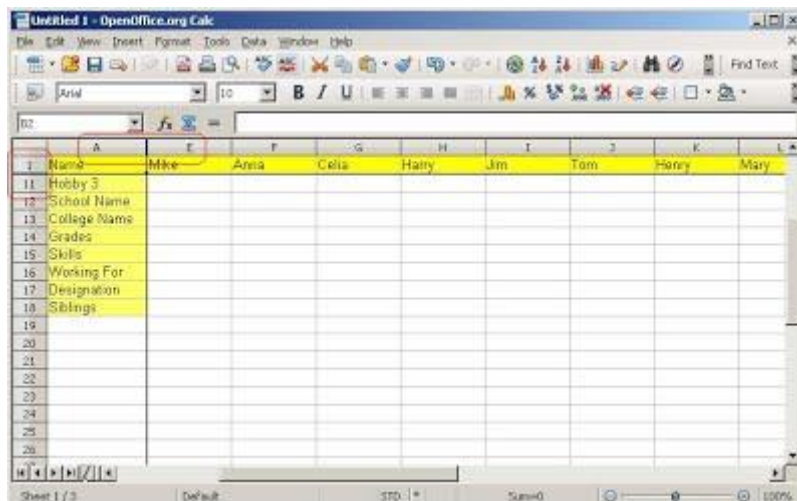 Untitled 1 - OpenOffice.org Calc
File Edit View Insert Format Tools Data Window Help
Find Text
Arial 10 B I U
B2 =
A E F G H I J K L
1 Name Mike Anna Celia Harry Jim Tom Henry Mary
11 Hobby 3
12 School Name
13 College Name
14 Grades
15 Skills
16 Working For
17 Designation
18 Siblings
19
20
21
22
23
24
25
26
Sheet 1 / 3 Default 100% STD * Sum=0 100%